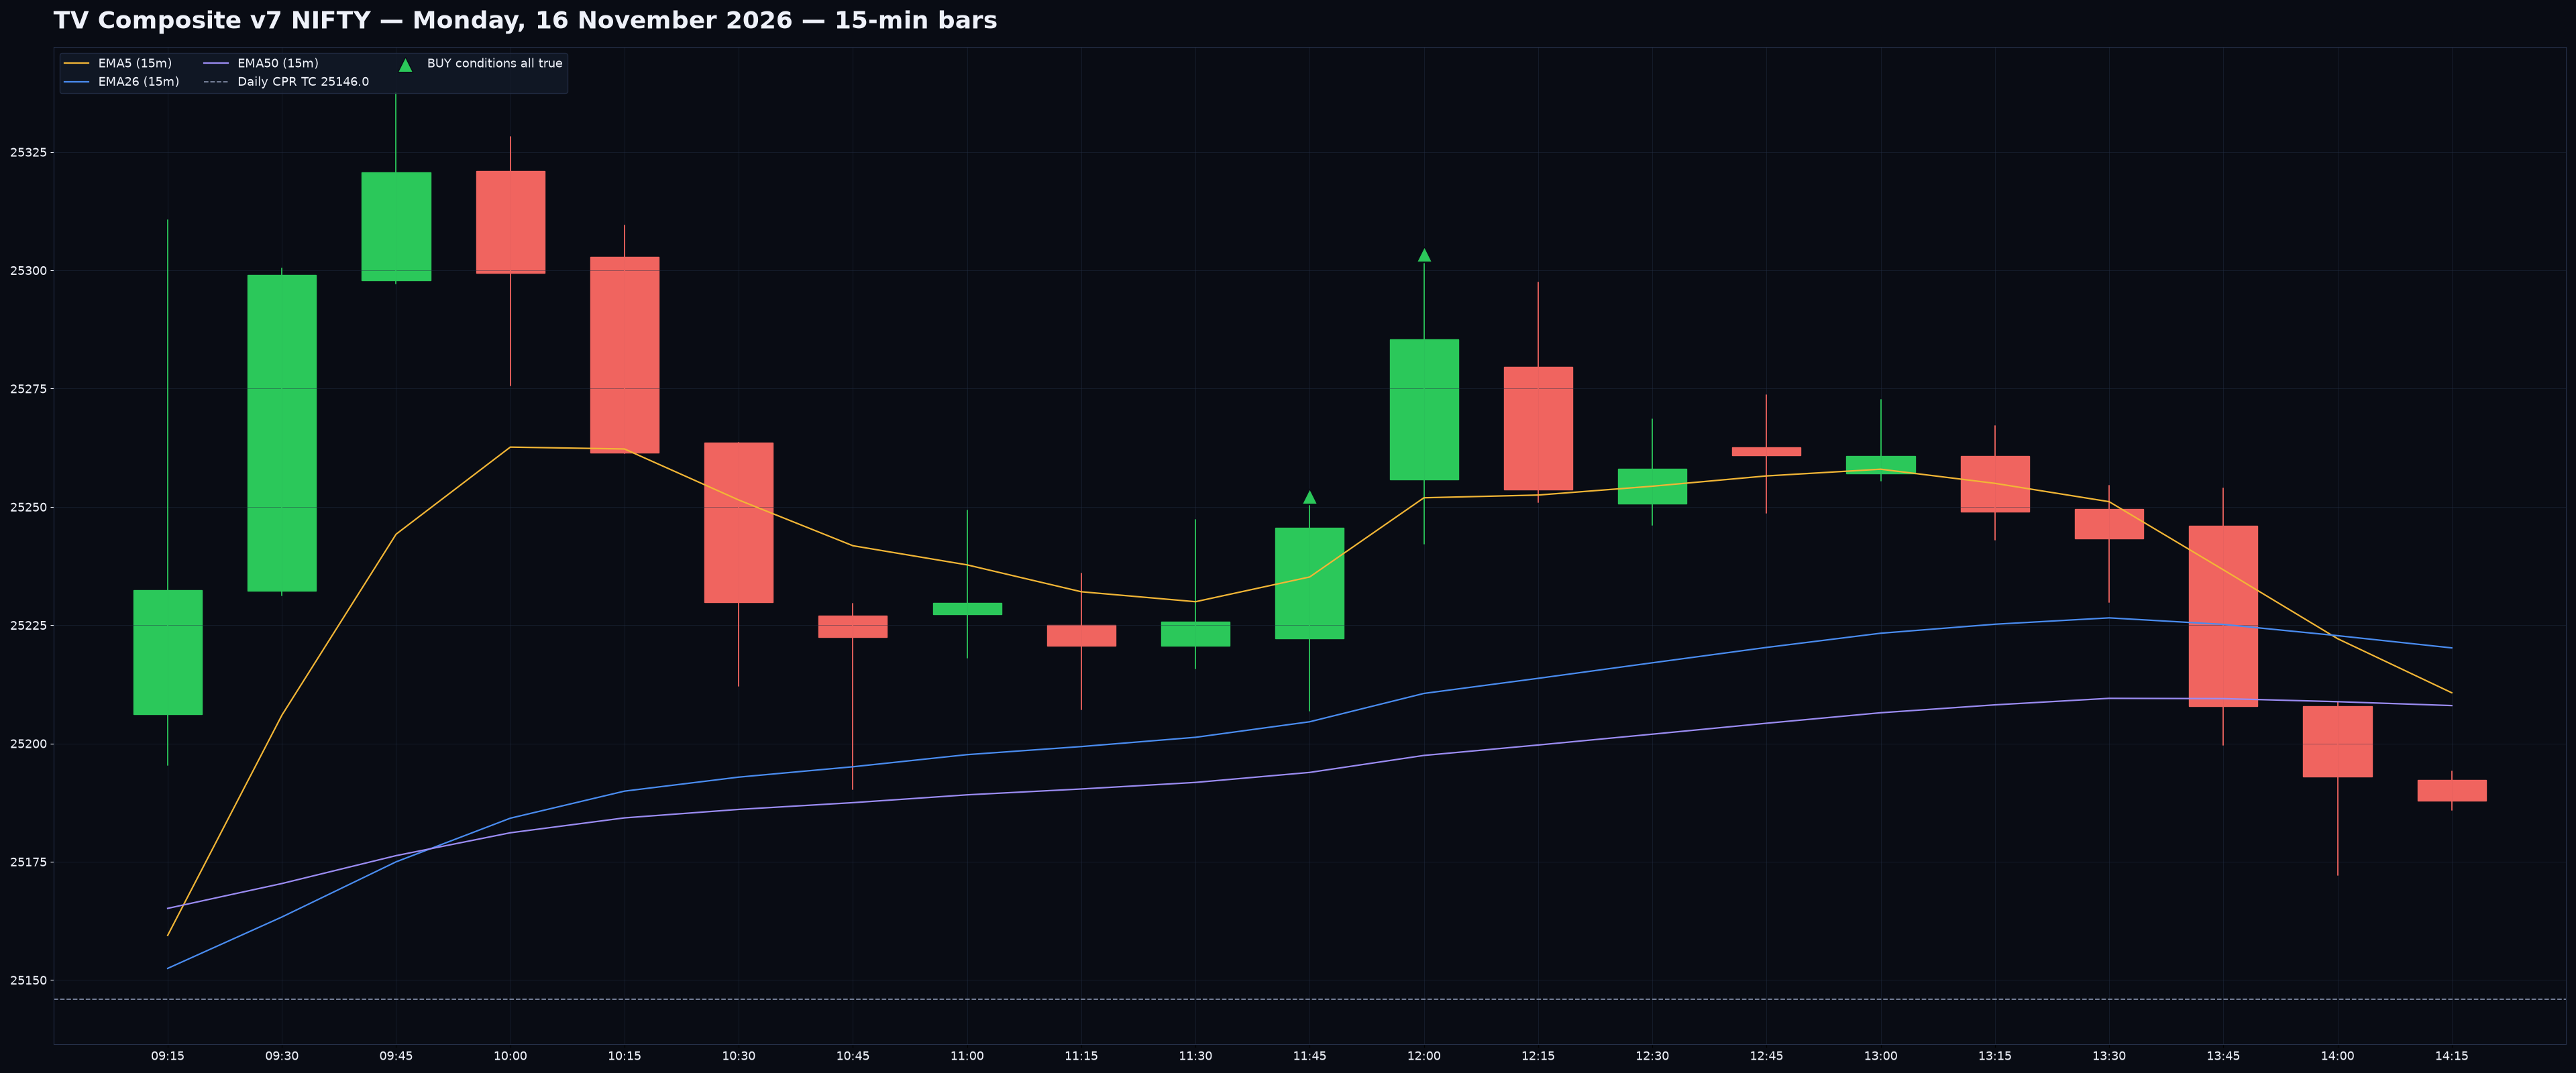 TV Composite v7 NIFTY — Monday, 16 November 2026 — 15-min bars
EMA5 (15m)
EMA26 (15m)
EMA50 (15m)
Daily CPR TC 25146.0
BUY conditions all true
25325
25300
25275
25250
25225
25200
25175
25150
09:15 09:30 09:45 10:00 10:15 10:30 10:45 11:00 11:15 11:30 11:45 12:00 12:15 12:30 12:45 13:00 13:15 13:30 13:45 14:00 14:15